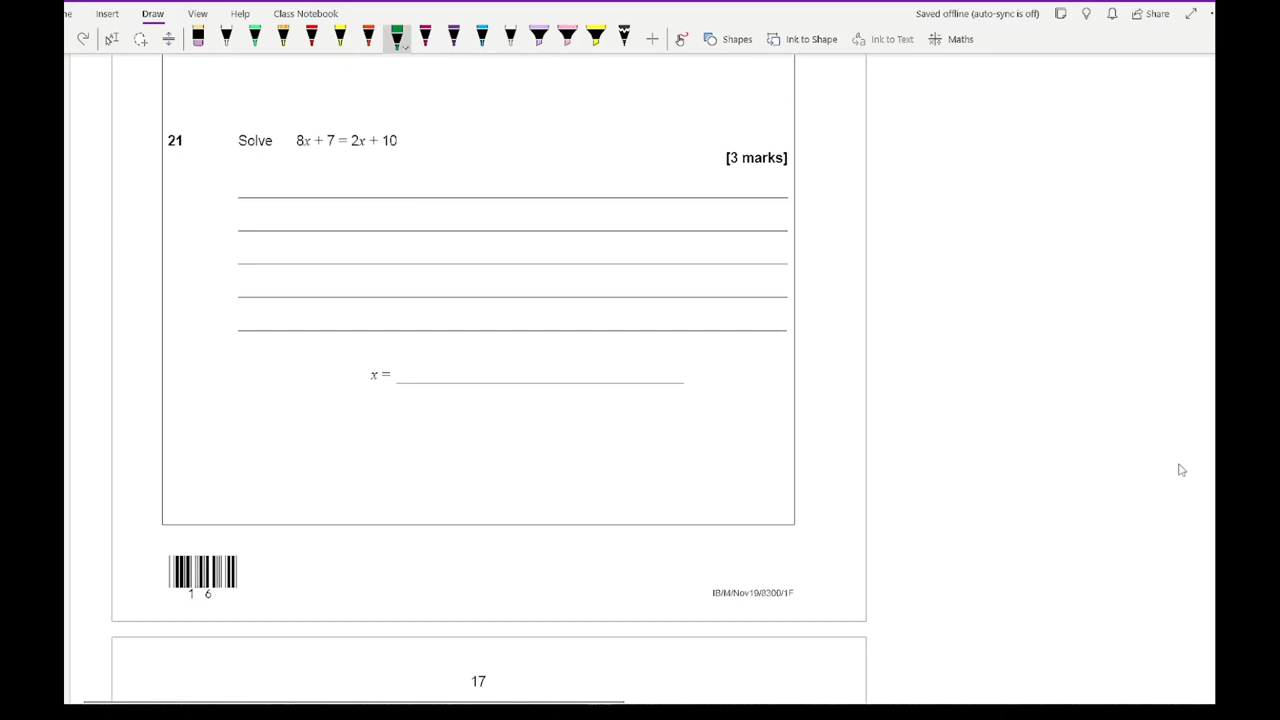 me Insert Draw View Help Class Notebook Saved offline (auto-sync is off) Share
Shapes Ink to Shape Ink to Text Maths
21 Solve 8x + 7 = 2x + 10
[3 marks]
x =
1 6
IB/M/Nov19/8300/1F
17